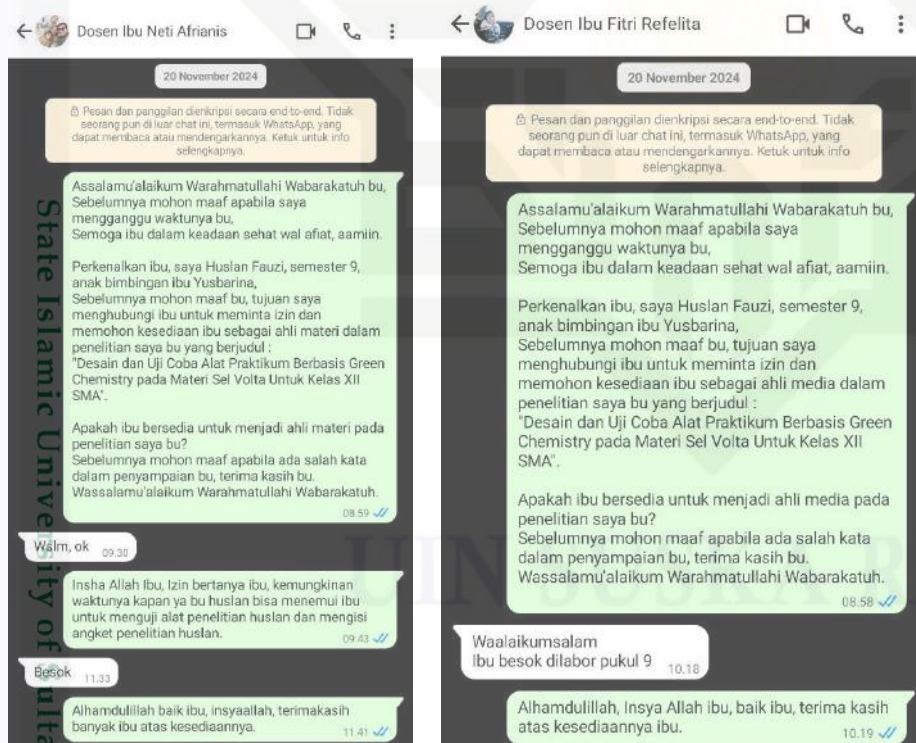 Dosen Ibu Neti Afrianis
20 November 2024
Pesan dan panggilan dienkripsi secara end-to-end. Tidak
seorang pun di luar chat ini, termasuk WhatsApp, yang
dapat membaca atau mendengarkannya. Ketuk untuk info
selengkapnya.
Assalamu'alaikum Warahmatullahi Wabarakatuh bu,
Sebelumnya mohon maaf apabila saya
mengganggu waktunya bu,
Semoga ibu dalam keadaan sehat wal afiat, aamiin.
Perkenalkan ibu, saya Huslan Fauzi, semester 9,
anak bimbingan ibu Yusbarina,
Sebelumnya mohon maaf bu, tujuan saya
menghubungi ibu untuk meminta izin dan
memohon kesediaan ibu sebagai ahli materi dalam
penelitian saya bu yang berjudul :
"Desain dan Uji Coba Alat Praktikum Berbasis Green
Chemistry pada Materi Sel Volta Untuk Kelas XII
SMA".
Apakah ibu bersedia untuk menjadi ahli materi pada
penelitian saya bu?
Sebelumnya mohon maaf apabila ada salah kata
dalam penyampaian bu, terima kasih bu.
Wassalamu'alaikum Warahmatullahi Wabarakatuh.
08.59
Wslm, ok 09.30
Insha Allah Ibu, Izin bertanya ibu, kemungkinan
waktunya kapan ya bu huslan bisa menemui ibu
untuk menguji alat penelitian huslan dan mengisi
angket penelitian huslan.
09.43
Besok 11.33
Alhamdulillah baik ibu, insyaallah, terimakasih
banyak ibu atas kesediaannya.
11.41
Dosen Ibu Fitri Refelita
20 November 2024
Pesan dan panggilan dienkripsi secara end-to-end. Tidak
seorang pun di luar chat ini, termasuk WhatsApp, yang
dapat membaca atau mendengarkannya. Ketuk untuk info
selengkapnya.
Assalamu'alaikum Warahmatullahi Wabarakatuh bu,
Sebelumnya mohon maaf apabila saya
mengganggu waktunya bu,
Semoga ibu dalam keadaan sehat wal afiat, aamiin.
Perkenalkan ibu, saya Huslan Fauzi, semester 9,
anak bimbingan ibu Yusbarina,
Sebelumnya mohon maaf bu, tujuan saya
menghubungi ibu untuk meminta izin dan
memohon kesediaan ibu sebagai ahli media dalam
penelitian saya bu yang berjudul :
"Desain dan Uji Coba Alat Praktikum Berbasis Green
Chemistry pada Materi Sel Volta Untuk Kelas XII
SMA".
Apakah ibu bersedia untuk menjadi ahli media pada
penelitian saya bu?
Sebelumnya mohon maaf apabila ada salah kata
dalam penyampaian bu, terima kasih bu.
Wassalamu'alaikum Warahmatullahi Wabarakatuh.
08.58
Waalaikumsalam
Ibu besok dilabor pukul 9 10.18
Alhamdulillah, Insya Allah ibu, baik ibu, terima kasih
atas kesediaannya ibu.
10.19
State Islamic University of Sulta
UIN SUSKA R